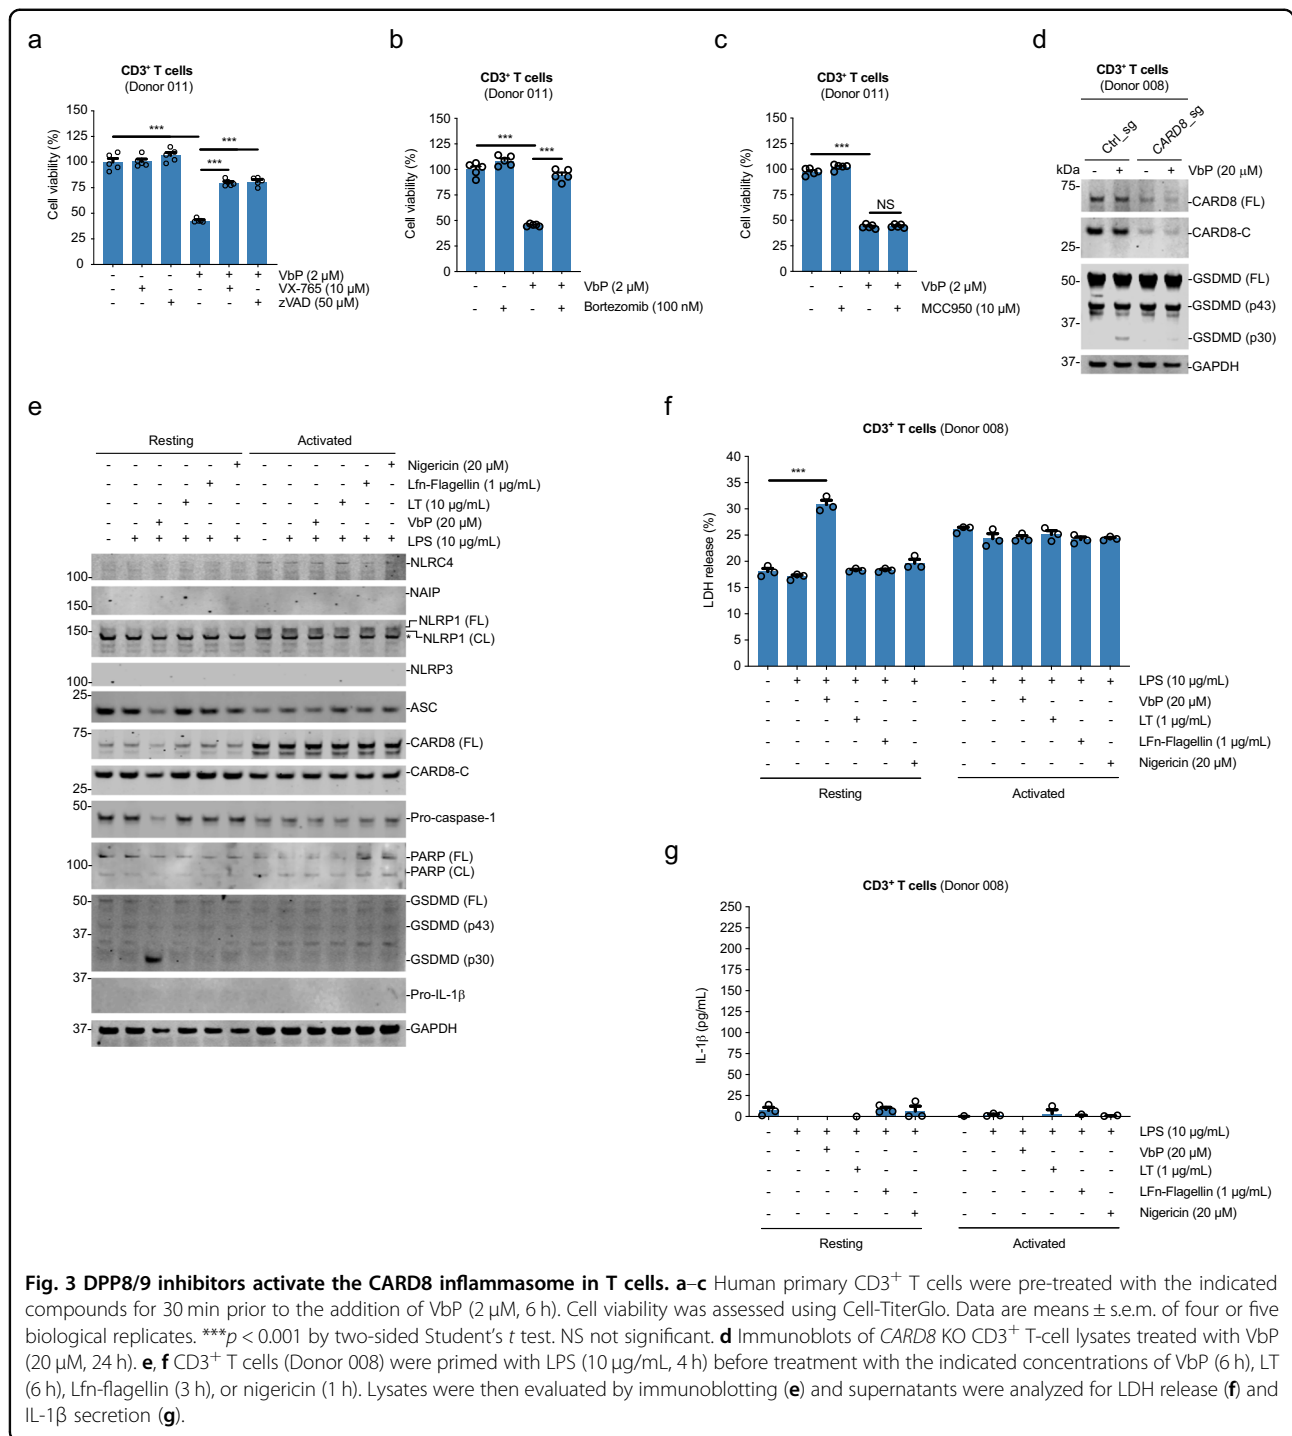 a
CD3+ T cells
(Donor 011)
Cell viability (%)
150
125
100
75
50
25
0
***
***
***
- - - + + + VbP (2 µM)
- + - - + - VX-765 (10 µM)
- - + - - + zVAD (50 µM)
b
CD3+ T cells
(Donor 011)
Cell viability (%)
150
125
100
75
50
25
0
***
***
- - + + VbP (2 µM)
- + - + Bortezomib (100 nM)
c
CD3+ T cells
(Donor 011)
Cell viability (%)
150
125
100
75
50
25
0
***
NS
- - + + VbP (2 µM)
- + - + MCC950 (10 µM)
d
CD3+ T cells
(Donor 008)
Ctrl_sg CARD8_sg
kDa - + - + VbP (20 µM)
75-
-CARD8 (FL)
-CARD8-C
25-
50- -GSDMD (FL)
-GSDMD (p43)
37-
-GSDMD (p30)
37- -GAPDH
e
Resting Activated
- - - - - + - - - - - + Nigericin (20 µM)
- - - - + - - - - - + - Lfn-Flagellin (1 µg/mL)
- - - + - - - - - + - - LT (10 µg/mL)
- - + - - - - - + - - - VbP (20 µM)
- + + + + + - + + + + + LPS (10 µg/mL)
-NLRC4
100-
-NAIP
150-
-NLRP1 (FL)
150-
* -NLRP1 (CL)
-NLRP3
100-
25-
-ASC
75-
-CARD8 (FL)
-CARD8-C
25-
50-
-Pro-caspase-1
-PARP (FL)
100-
-PARP (CL)
50- -GSDMD (FL)
-GSDMD (p43)
37-
-GSDMD (p30)
37-
-Pro-IL-1β
37- -GAPDH
f
CD3+ T cells (Donor 008)
LDH release (%)
40
35
30
25
20
15
10
5
0
***
- + + + + + - + + + + + LPS (10 µg/mL)
- - + - - - - - + - - - VbP (20 µM)
- - - + - - - - - + - - LT (1 µg/mL)
- - - - + - - - - - + - LFn-Flagellin (1 µg/mL)
- - - - - + - - - - - + Nigericin (20 µM)
Resting Activated
g
CD3+ T cells (Donor 008)
IL-1β (pg/mL)
250
225
200
175
150
125
100
75
50
25
0
- + + + + + - + + + + + LPS (10 µg/mL)
- - + - - - - - + - - - VbP (20 µM)
- - - + - - - - - + - - LT (1 µg/mL)
- - - - + - - - - - + - LFn-Flagellin (1 µg/mL)
- - - - - + - - - - - + Nigericin (20 µM)
Resting Activated
Fig. 3 DPP8/9 inhibitors activate the CARD8 inflammasome in T cells. a–c Human primary CD3+ T cells were pre-treated with the indicated
compounds for 30 min prior to the addition of VbP (2 µM, 6 h). Cell viability was assessed using Cell-TiterGlo. Data are means ± s.e.m. of four or five
biological replicates. ***p < 0.001 by two-sided Student's t test. NS not significant. d Immunoblots of CARD8 KO CD3+ T-cell lysates treated with VbP
(20 µM, 24 h). e, f CD3+ T cells (Donor 008) were primed with LPS (10 µg/mL, 4 h) before treatment with the indicated concentrations of VbP (6 h), LT
(6 h), Lfn-flagellin (3 h), or nigericin (1 h). Lysates were then evaluated by immunoblotting (e) and supernatants were analyzed for LDH release (f) and
IL-1β secretion (g).